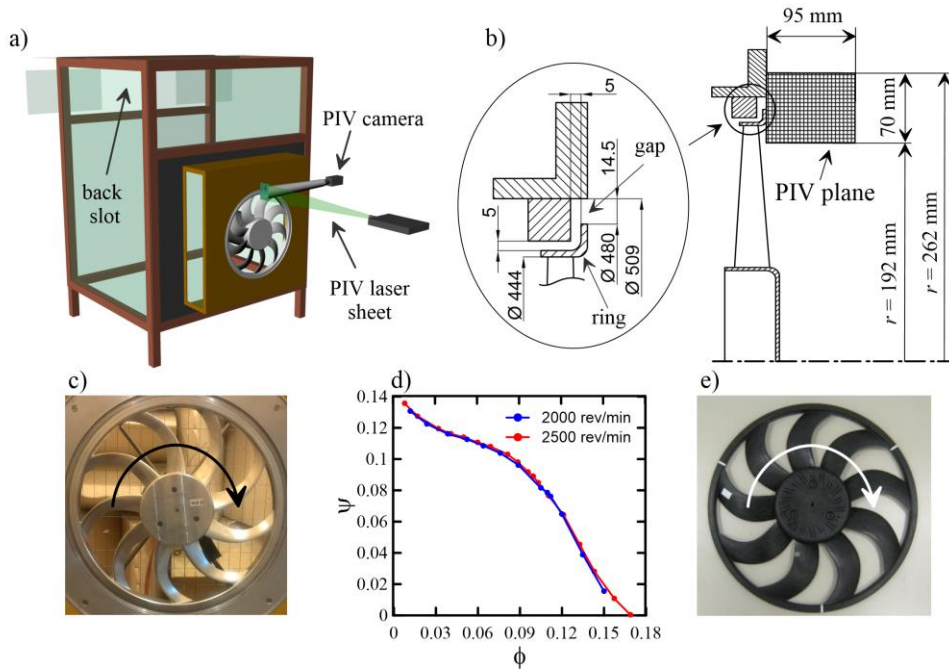 a)
back
slot
PIV camera
PIV laser
sheet
b)
5
gap
14.5
5
Ø 444
Ø 480
Ø 509
ring
95 mm
70 mm
PIV plane
r = 192 mm
r = 262 mm
c)
d)
0.14
0.12
0.10
0.08
0.06
0.04
0.02
0
ψ
2000 rev/min
2500 rev/min
0
0.03
0.06
0.09
0.12
0.15
0.18
ϕ
e)